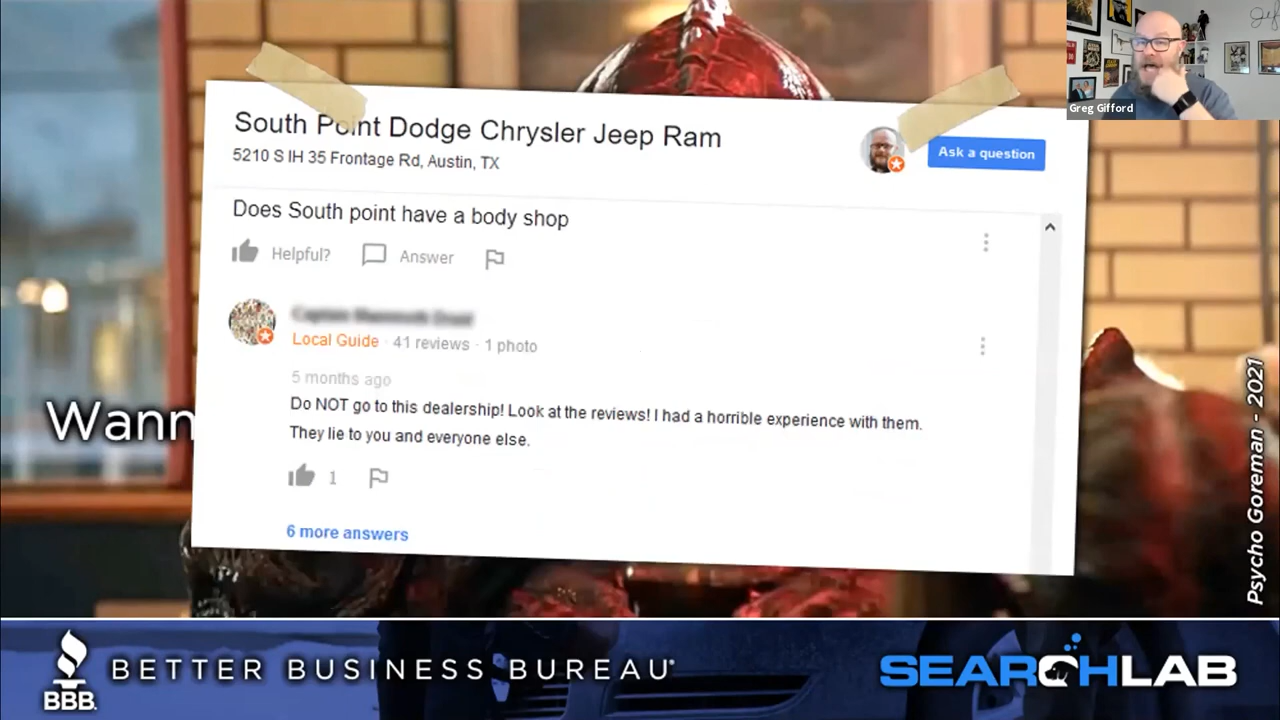 Greg Gifford
South Point Dodge Chrysler Jeep Ram
5210 S IH 35 Frontage Rd, Austin, TX
Ask a question
Does South point have a body shop
Helpful? Answer
Local Guide · 41 reviews · 1 photo
5 months ago
Do NOT go to this dealership! Look at the reviews! I had a horrible experience with them.
They lie to you and everyone else.
1
6 more answers
Wann
Psycho Goreman - 2021
BBB.
BETTER BUSINESS BUREAU®
SEARCHLAB